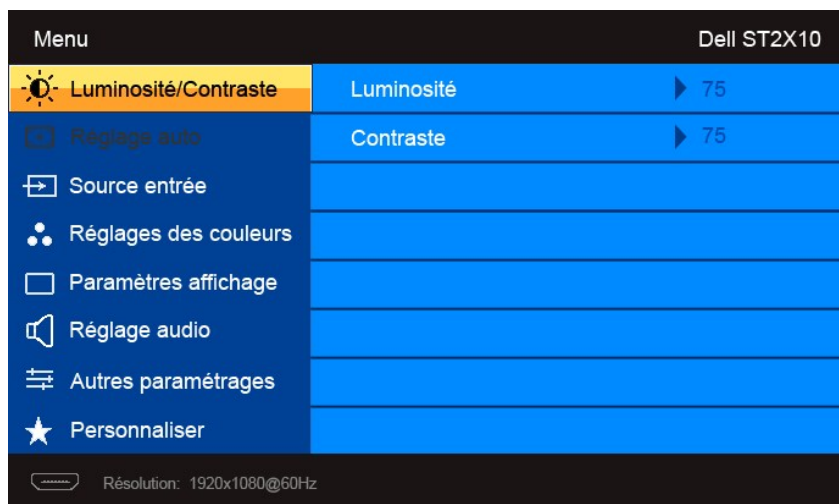 Menu Dell ST2X10
Luminosité/Contraste Luminosité 75
Réglage auto Contraste 75
Source entrée
Réglages des couleurs
Paramètres affichage
Réglage audio
Autres paramétrages
Personnaliser
Résolution: 1920x1080@60Hz